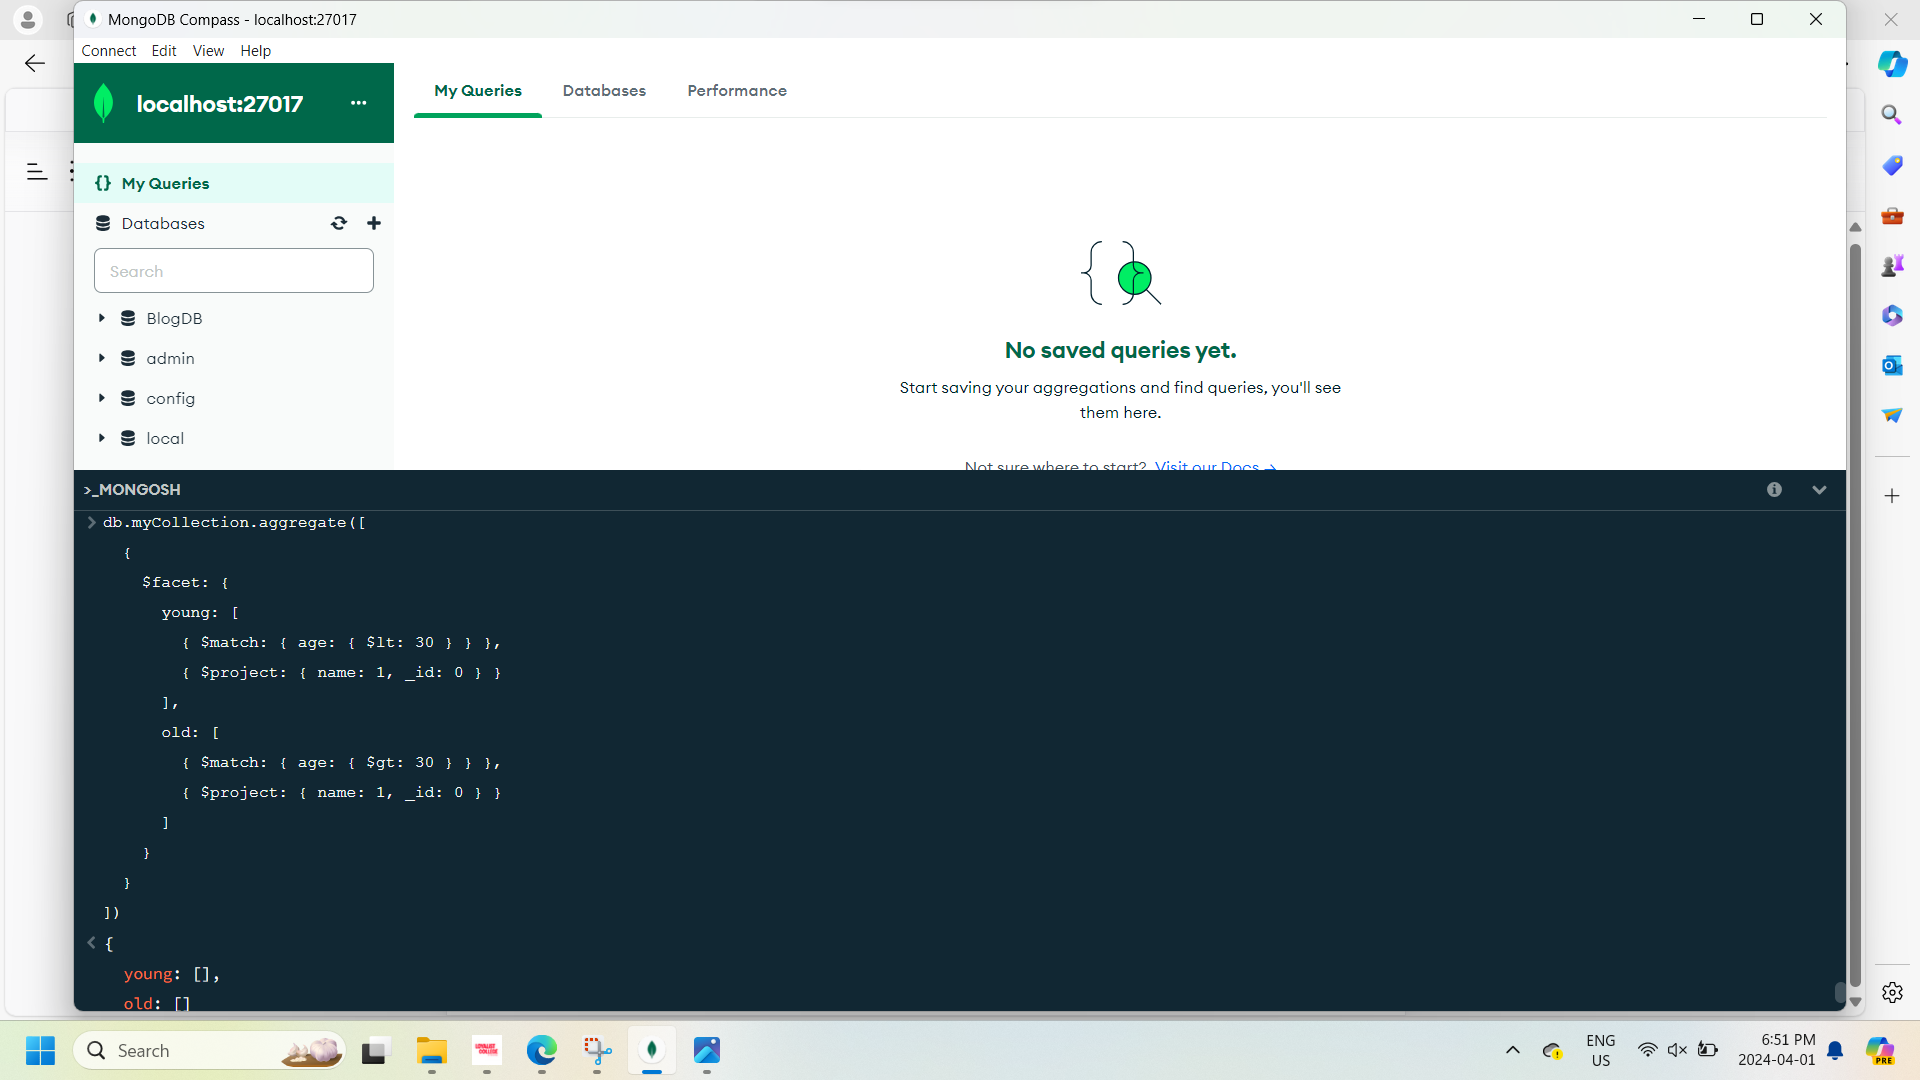 MongoDB Compass - localhost:27017
Connect Edit View Help
localhost:27017
My Queries Databases Performance
My Queries
Databases
Search
BlogDB
admin
config
local
No saved queries yet.
Start saving your aggregations and find queries, you'll see
them here.
Not sure where to start? Visit our Docs →
>_MONGOSH
db.myCollection.aggregate([
{
$facet: {
young: [
{ $match: { age: { $lt: 30 } } },
{ $project: { name: 1, _id: 0 } }
],
old: [
{ $match: { age: { $gt: 30 } } },
{ $project: { name: 1, _id: 0 } }
]
}
}
])
{
young: [],
old: []
Search
LOYALIST
COLLEGE
ENG
US
6:51 PM
2024-04-01
PRE